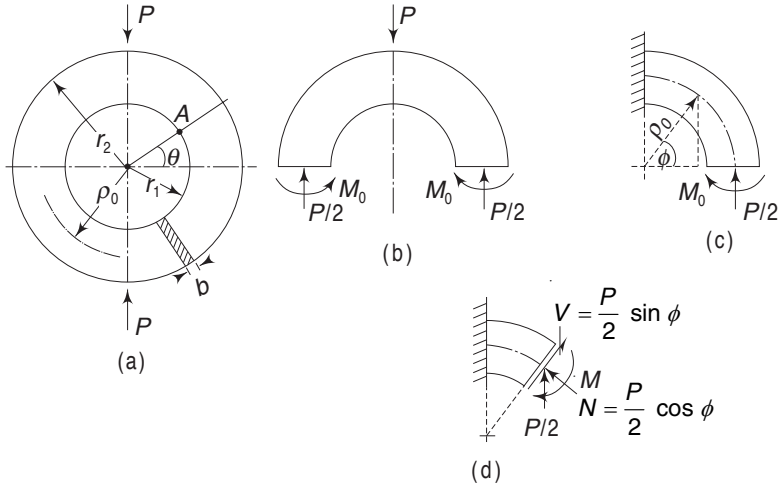 P
A
r₂
θ
r₁
ρ₀
b
P
(a)
P
M₀
M₀
P/2
P/2
(b)
ρ₀
φ
M₀
P/2
(c)
V = P/2 sin φ
M
N = P/2 cos φ
P/2
(d)